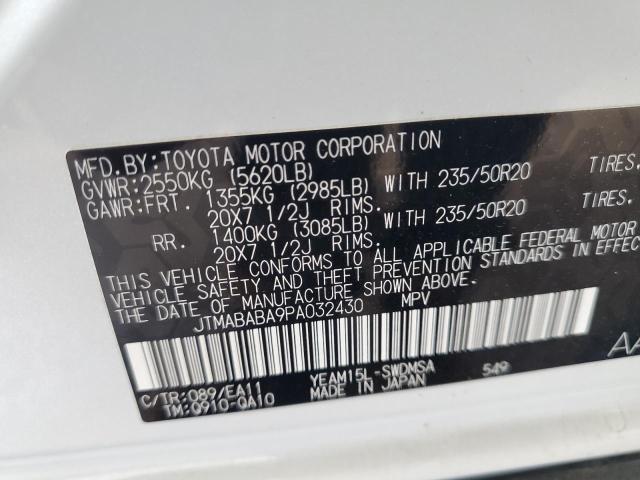 MFD.BY:TOYOTA MOTOR CORPORATION
GVWR:2550KG (5620LB)
GAWR:FRT. 1355KG (2985LB) WITH 235/50R20 TIRES.
20X7 1/2J RIMS.
RR. 1400KG (3085LB) WITH 235/50R20 TIRES.
20X7 1/2J RIMS.
THIS VEHICLE CONFORMS TO ALL APPLICABLE FEDERAL MOTOR
VEHICLE SAFETY AND THEFT PREVENTION STANDARDS IN EFFEC
THE DATE OF MANUFACTURE SHOWN ABOVE.
JTMABABA9PA032430 MPV
C/TR:089/EA11 YEAM15L-SWDMSA 549
TM:Q910-QA10 MADE IN JAPAN